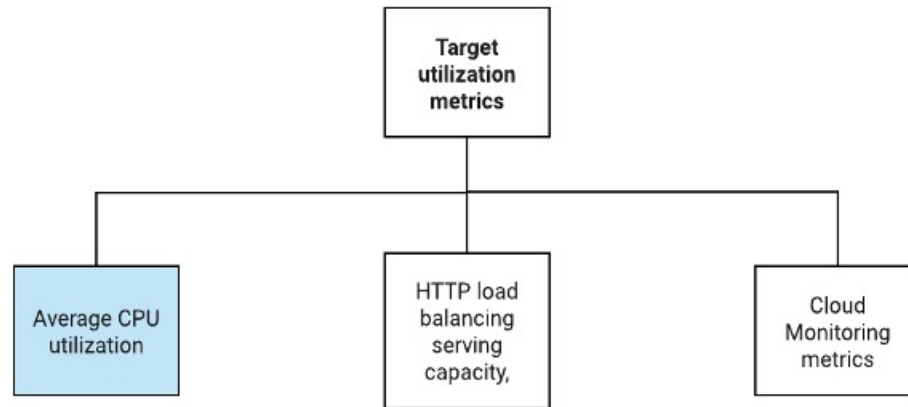 Target
utilization
metrics
Average CPU
utilization
HTTP load
balancing
serving
capacity,
Cloud
Monitoring
metrics